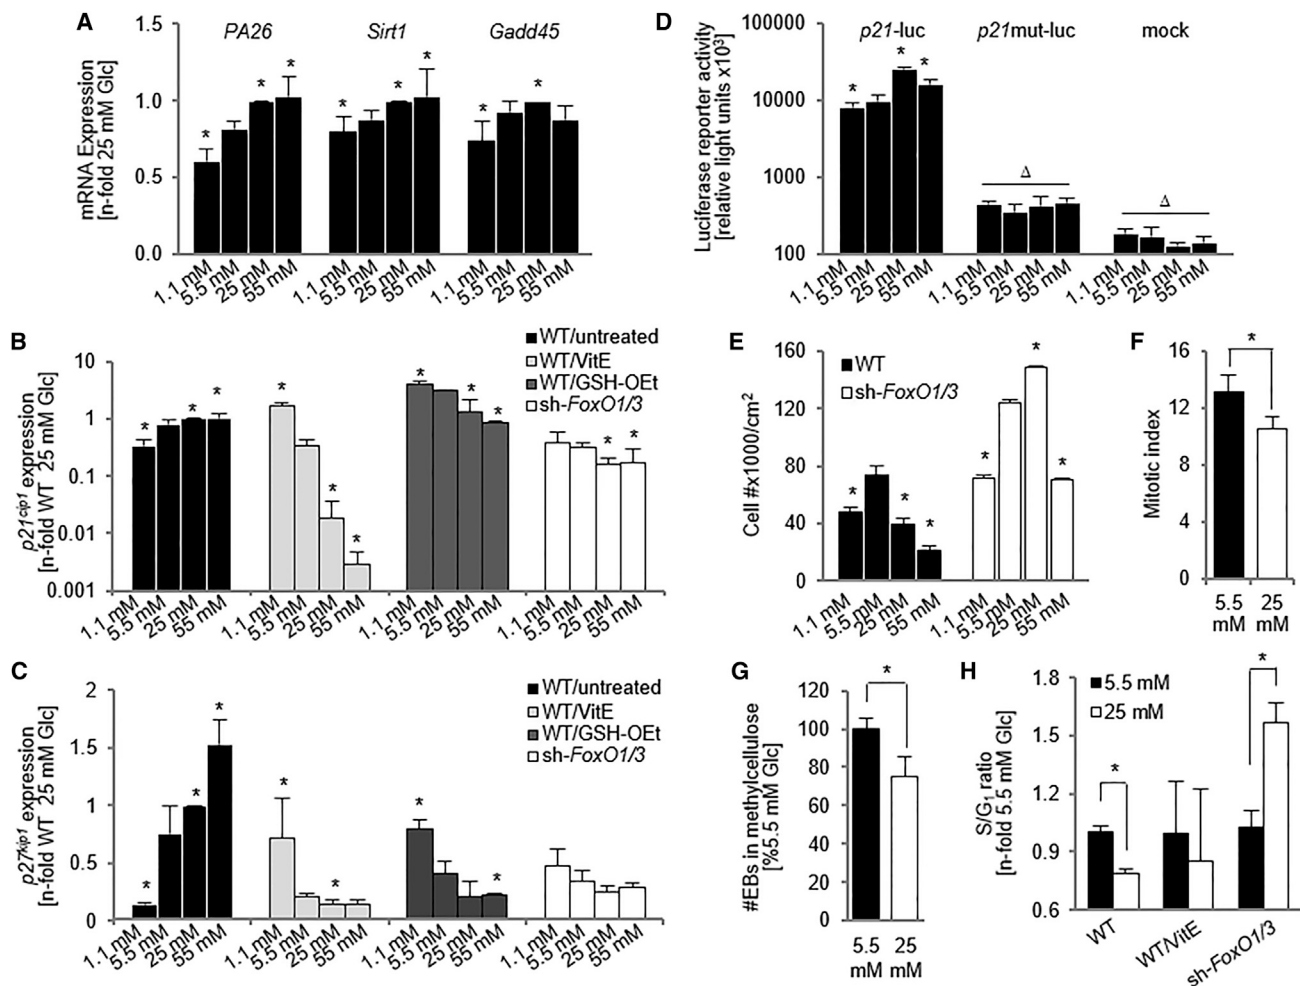 A
mRNA Expression
[n-fold 25 mM Glc]
1.5
1.0
0.5
0.0
PA26
Sirt1
Gadd45
* * * * * * * *
1.1 mM 5.5 mM 25 mM 55 mM
1.1 mM 5.5 mM 25 mM 55 mM
1.1 mM 5.5 mM 25 mM 55 mM
D
Luciferase reporter activity
[relative light units x10³]
100000
10000
1000
100
p21-luc
p21mut-luc
mock
* * *
Δ
Δ
1.1 mM 5.5 mM 25 mM 55 mM
1.1 mM 5.5 mM 25 mM 55 mM
1.1 mM 5.5 mM 25 mM 55 mM
B
p21cip1 expression
[n-fold WT 25 mM Glc]
10
1
0.1
0.01
0.001
WT/untreated
WT/VitE
WT/GSH-OEt
sh-FoxO1/3
* * * * * * * * * * *
1.1 mM 5.5 mM 25 mM 55 mM
1.1 mM 5.5 mM 25 mM 55 mM
1.1 mM 5.5 mM 25 mM 55 mM
1.1 mM 5.5 mM 25 mM 55 mM
E
Cell #x1000/cm²
160
120
80
40
0
WT
sh-FoxO1/3
* * * * * *
1.1 mM 5.5 mM 25 mM 55 mM
1.1 mM 5.5 mM 25 mM 55 mM
F
Mitotic index
16
12
8
4
0
*
5.5 mM
25 mM
C
p27kip1 expression
[n-fold WT 25 mM Glc]
2
1.5
1
0.5
0
WT/untreated
WT/VitE
WT/GSH-OEt
sh-FoxO1/3
* * * * * * *
1.1 mM 5.5 mM 25 mM 55 mM
1.1 mM 5.5 mM 25 mM 55 mM
1.1 mM 5.5 mM 25 mM 55 mM
1.1 mM 5.5 mM 25 mM 55 mM
G
#EBs in methylcellulose
[%5.5 mM Glc]
120
100
80
60
40
20
0
*
5.5 mM
25 mM
H
S/G₁ ratio
[n-fold 5.5 mM Glc]
1.8
1.5
1.2
0.9
0.6
5.5 mM
25 mM
* *
WT
WT/VitE
sh-FoxO1/3